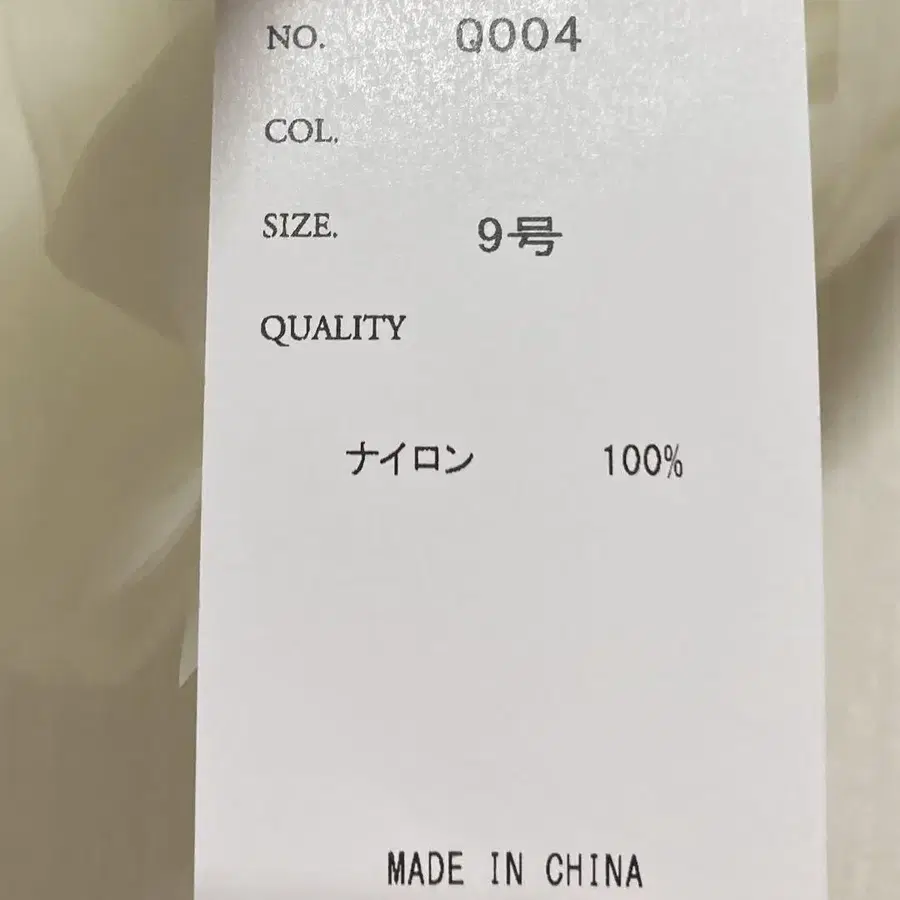 NO. Q004
COL.
SIZE. 9号
QUALITY
ナイロン 100%
MADE IN CHINA